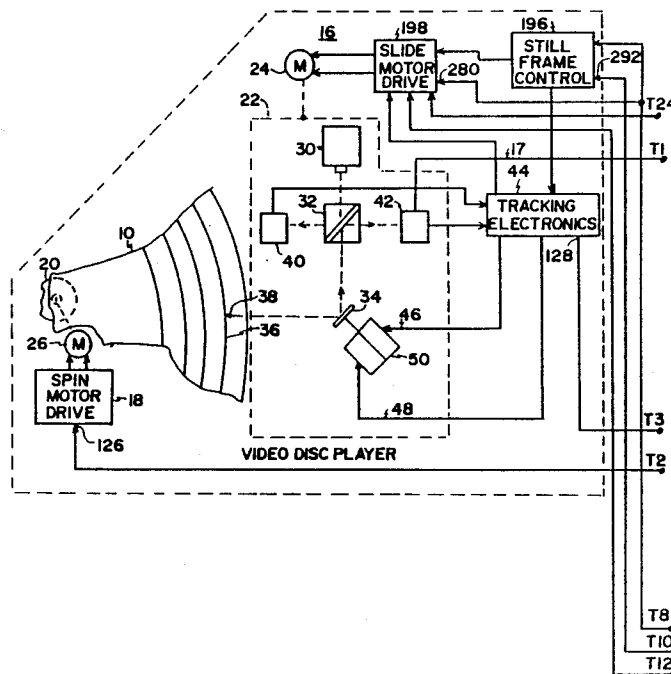 198
196
16
24
M
SLIDE
MOTOR
DRIVE
STILL
FRAME
CONTROL
292
280
T24
22
17
T1
30
44
32
42
TRACKING
ELECTRONICS
10
40
128
20
34
38
46
36
26
M
50
SPIN
MOTOR
DRIVE
18
48
T3
126
VIDEO DISC PLAYER
T2
T8
T10
T12